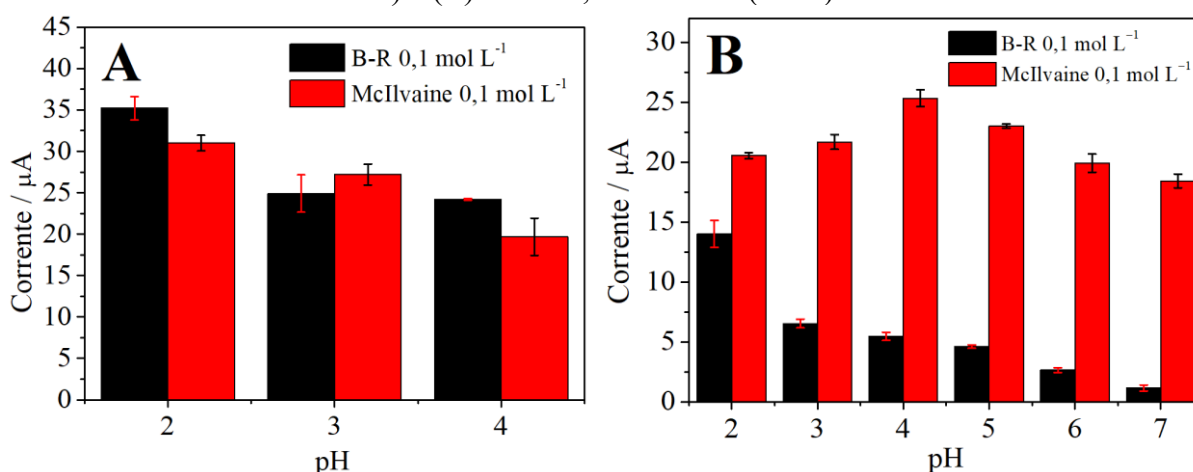 A
B-R 0,1 mol L⁻¹
McIlvaine 0,1 mol L⁻¹
Corrente / µA
45
40
35
30
25
20
15
10
5
0
2 3 4
pH
B
B-R 0,1 mol L⁻¹
McIlvaine 0,1 mol L⁻¹
Corrente / µA
30
25
20
15
10
5
0
2 3 4 5 6 7
pH